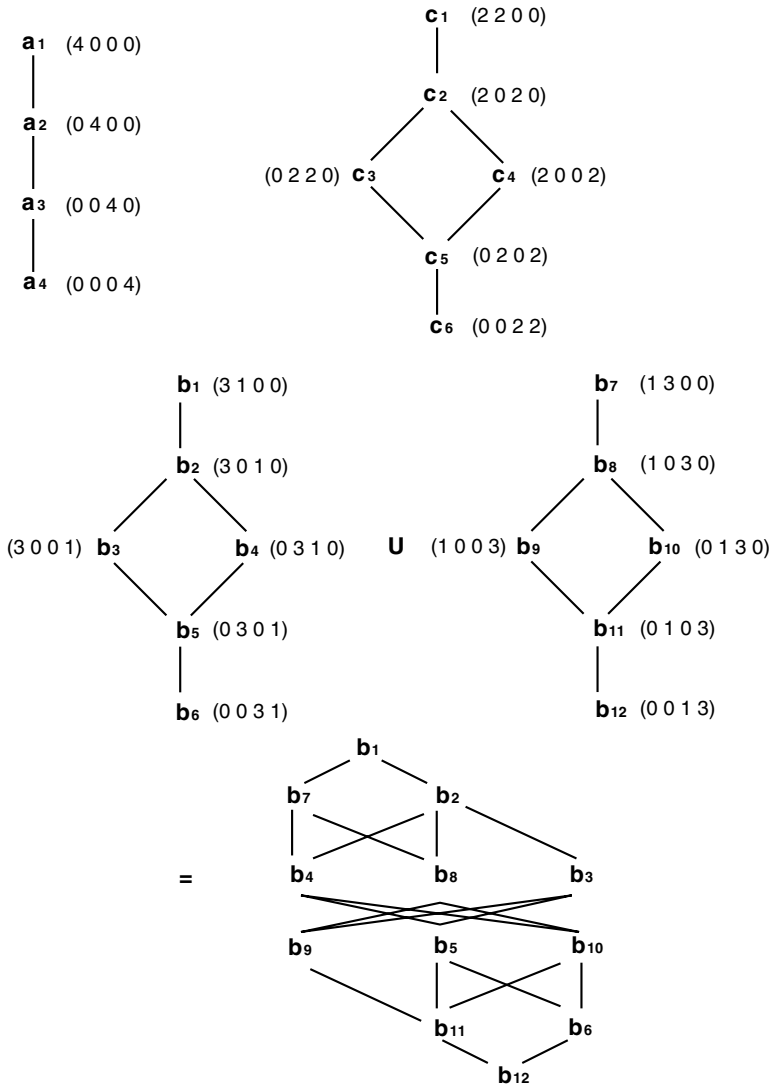 c1 (2 2 0 0)
a1 (4 0 0 0)
c2 (2 0 2 0)
a2 (0 4 0 0)
(0 2 2 0) c3 c4 (2 0 0 2)
a3 (0 0 4 0)
c5 (0 2 0 2)
a4 (0 0 0 4)
c6 (0 0 2 2)
b1 (3 1 0 0) b7 (1 3 0 0)
b2 (3 0 1 0) b8 (1 0 3 0)
(3 0 0 1) b3 b4 (0 3 1 0) U (1 0 0 3) b9 b10 (0 1 3 0)
b5 (0 3 0 1) b11 (0 1 0 3)
b6 (0 0 3 1) b12 (0 0 1 3)
b1
b7 b2
= b4 b8 b3
b9 b5 b10
b11 b6
b12